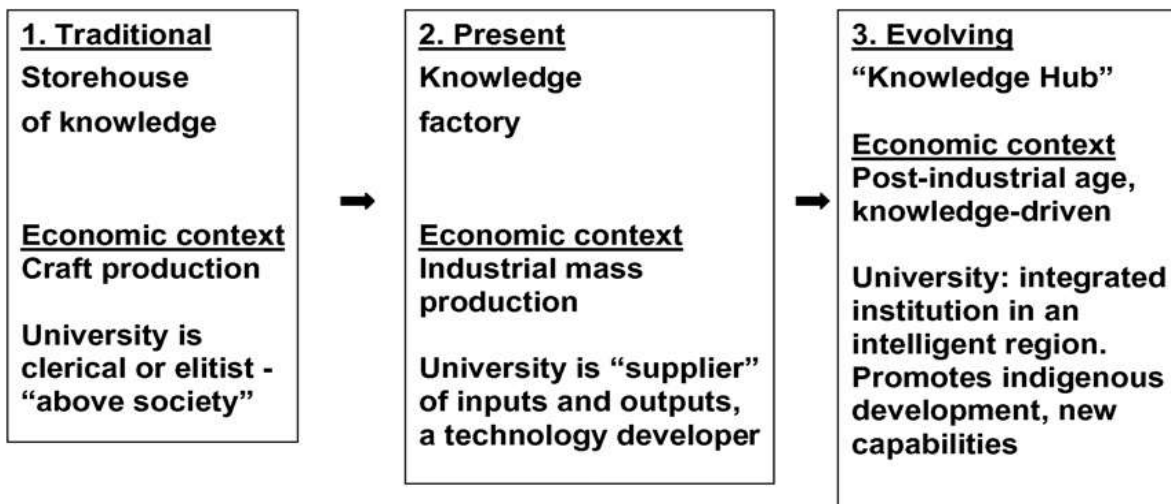 1. Traditional
Storehouse
of knowledge
Economic context
Craft production
University is
clerical or elitist -
“above society”
2. Present
Knowledge
factory
Economic context
Industrial mass
production
University is “supplier”
of inputs and outputs,
a technology developer
3. Evolving
“Knowledge Hub”
Economic context
Post-industrial age,
knowledge-driven
University: integrated
institution in an
intelligent region.
Promotes indigenous
development, new
capabilities